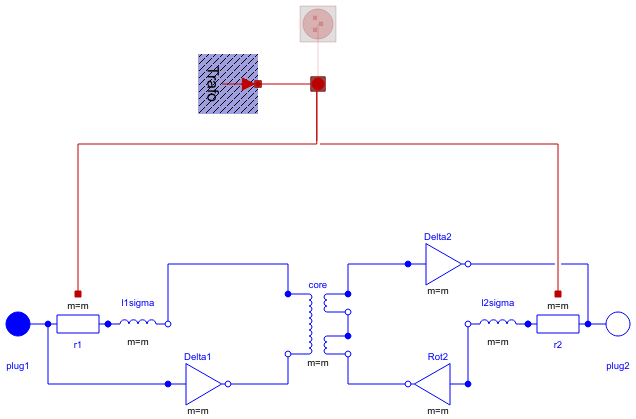 Trafo
Delta2
m=m
m=m
l1sigma
core
l2sigma
m=m
r1
m=m
m=m
r2
plug1
Delta1
m=m
Rot2
m=m
plug2
m=m
m=m